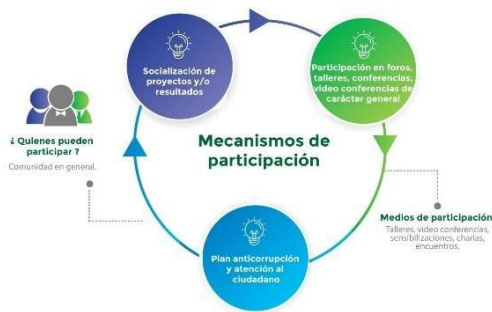 Socialización de
proyectos y/o
resultados
Participación en foros,
talleres, conferencias,
video conferencias de
carácter general
Mecanismos de
participación
¿ Quienes pueden
participar ?
Comunidad en general.
Medios de participación
Talleres, video conferencias,
sensibilizaciones, charlas,
encuentros.
Plan anticorrupción
y atención al
ciudadano